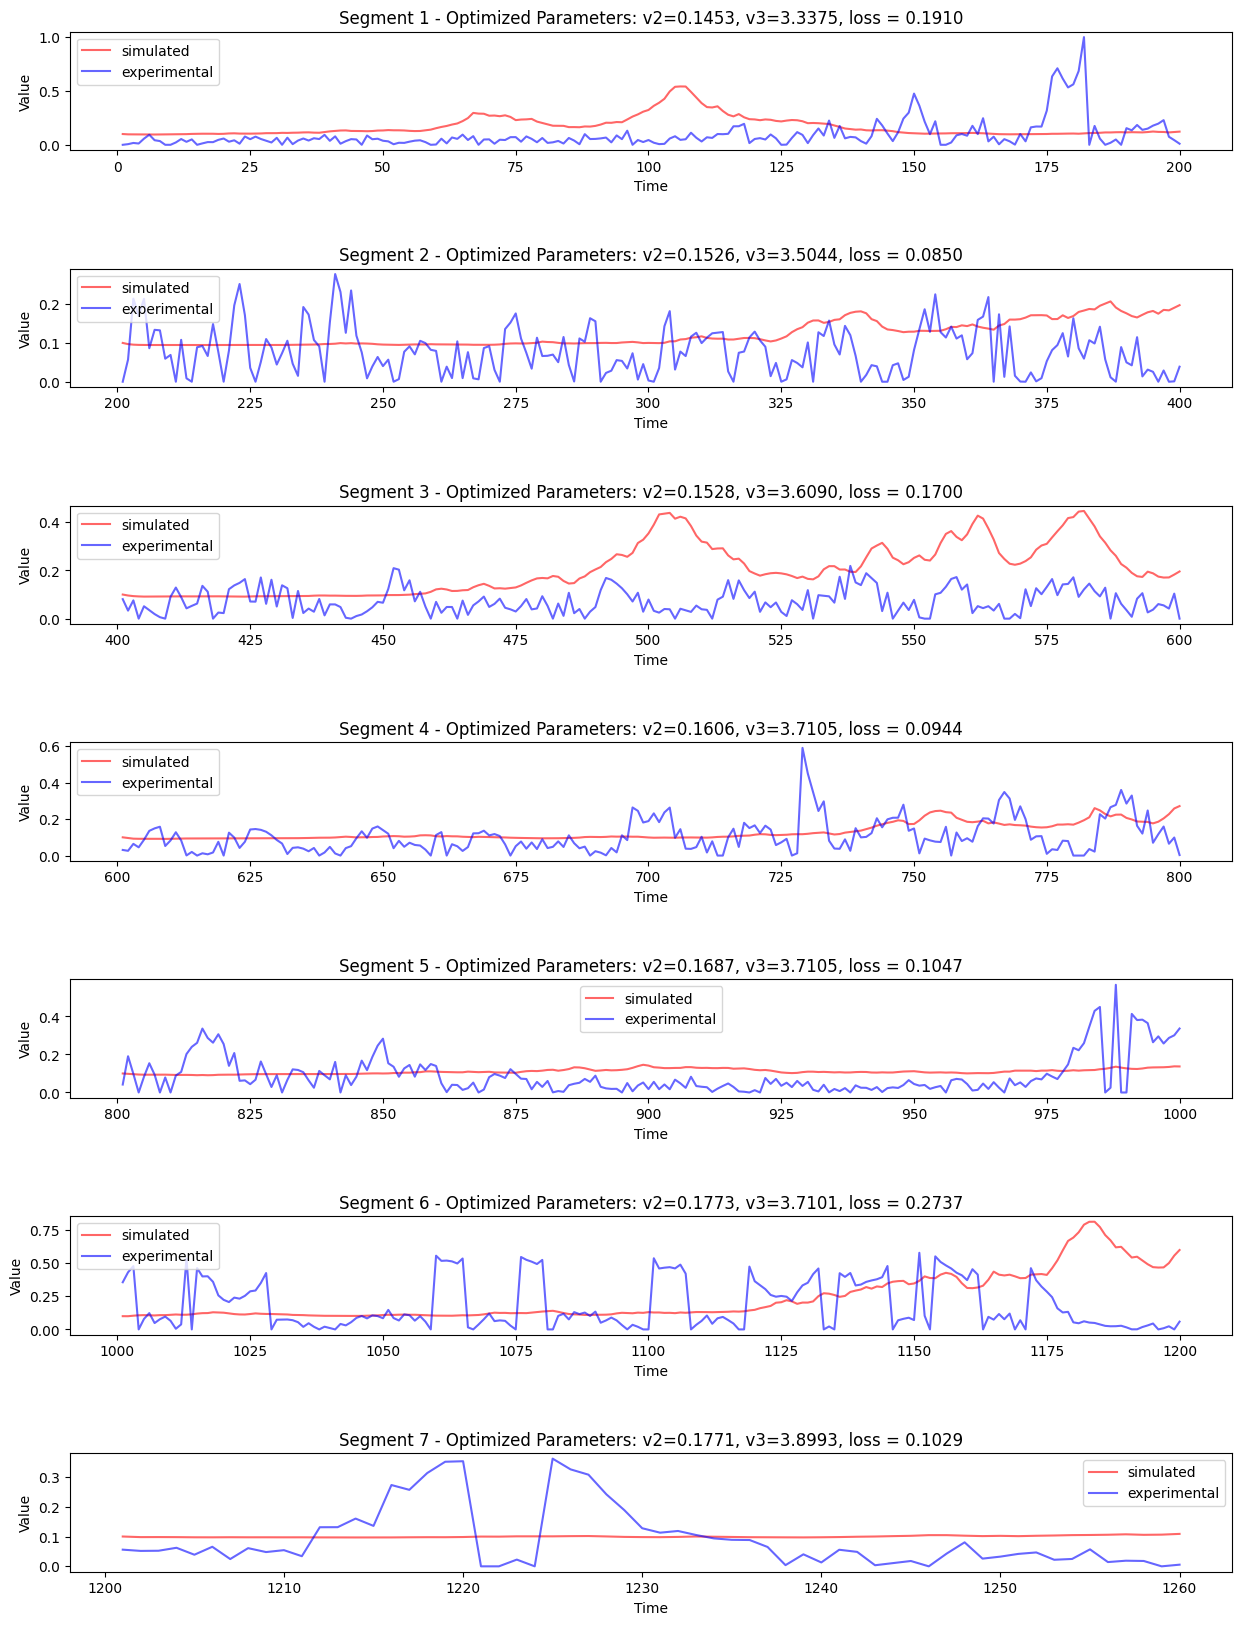 Segment 1 - Optimized Parameters: v2=0.1453, v3=3.3375, loss = 0.1910
simulated
experimental
Value
1.0
0.5
0.0
0 25 50 75 100 125 150 175 200
Time
Segment 2 - Optimized Parameters: v2=0.1526, v3=3.5044, loss = 0.0850
simulated
experimental
Value
0.2
0.1
0.0
200 225 250 275 300 325 350 375 400
Time
Segment 3 - Optimized Parameters: v2=0.1528, v3=3.6090, loss = 0.1700
simulated
experimental
Value
0.4
0.2
0.0
400 425 450 475 500 525 550 575 600
Time
Segment 4 - Optimized Parameters: v2=0.1606, v3=3.7105, loss = 0.0944
simulated
experimental
Value
0.6
0.4
0.2
0.0
600 625 650 675 700 725 750 775 800
Time
Segment 5 - Optimized Parameters: v2=0.1687, v3=3.7105, loss = 0.1047
simulated
experimental
Value
0.4
0.2
0.0
800 825 850 875 900 925 950 975 1000
Time
Segment 6 - Optimized Parameters: v2=0.1773, v3=3.7101, loss = 0.2737
simulated
experimental
Value
0.75
0.50
0.25
0.00
1000 1025 1050 1075 1100 1125 1150 1175 1200
Time
Segment 7 - Optimized Parameters: v2=0.1771, v3=3.8993, loss = 0.1029
simulated
experimental
Value
0.3
0.2
0.1
0.0
1200 1210 1220 1230 1240 1250 1260
Time